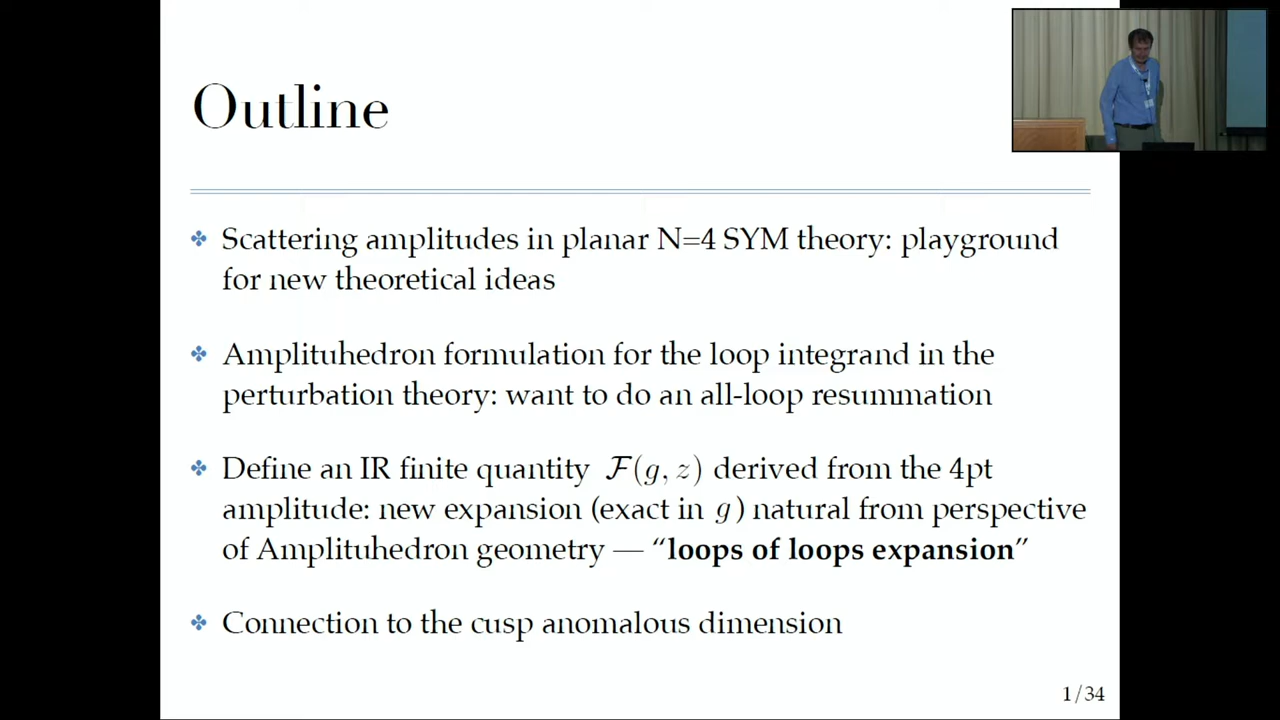 Outline
Scattering amplitudes in planar N=4 SYM theory: playground
for new theoretical ideas
Amplituhedron formulation for the loop integrand in the
perturbation theory: want to do an all-loop resummation
Define an IR finite quantity 𝓕(g, z) derived from the 4pt
amplitude: new expansion (exact in g) natural from perspective
of Amplituhedron geometry — “loops of loops expansion”
Connection to the cusp anomalous dimension
1/34